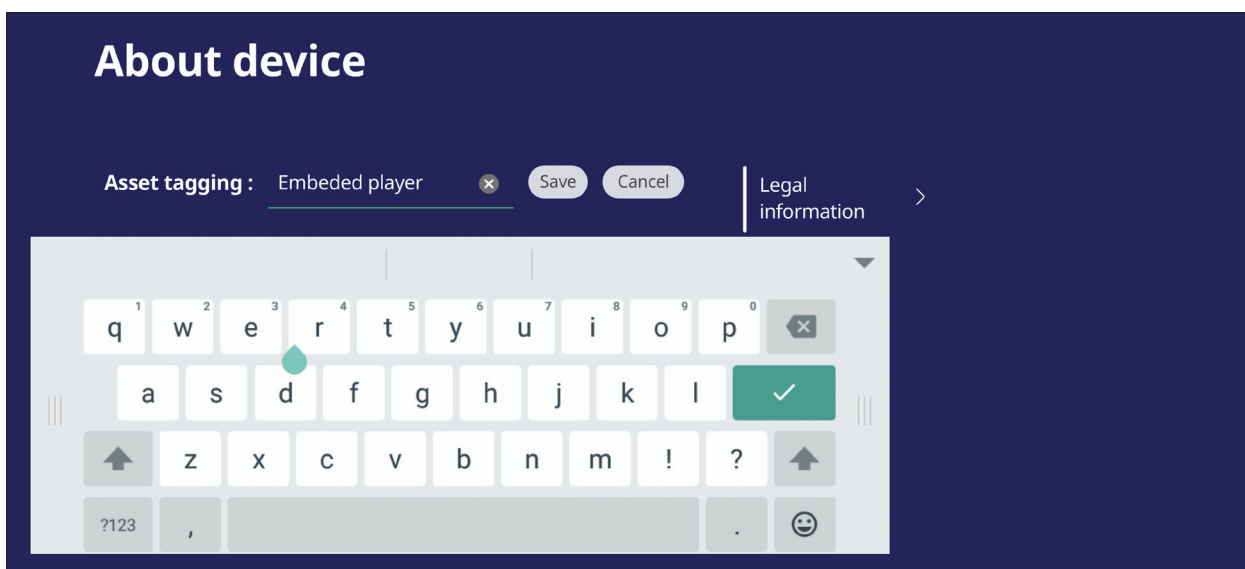 About device
Asset tagging : Embeded player Save Cancel
Legal
information
1 2 3 4 5 6 7 8 9 0
q w e r t y u i o p
a s d f g h j k l
z x c v b n m ! ?
?123 , .